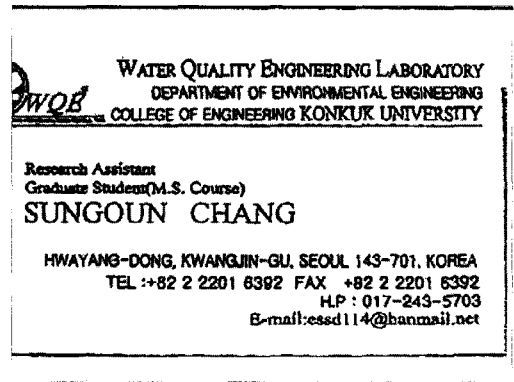 WQE
WATER QUALITY ENGINEERING LABORATORY
DEPARTMENT OF ENVIRONMENTAL ENGINEERING
COLLEGE OF ENGINEERING KONKUK UNIVERSITY
Research Assistant
Graduate Student(M.S. Course)
SUNGOUN CHANG
HWAYANG-DONG, KWANGJIN-GU, SEOUL 143-701, KOREA
TEL :+82 2 2201 6392 FAX +82 2 2201 6392
H.P : 017-243-5703
E-mail:essd114@hanmail.net